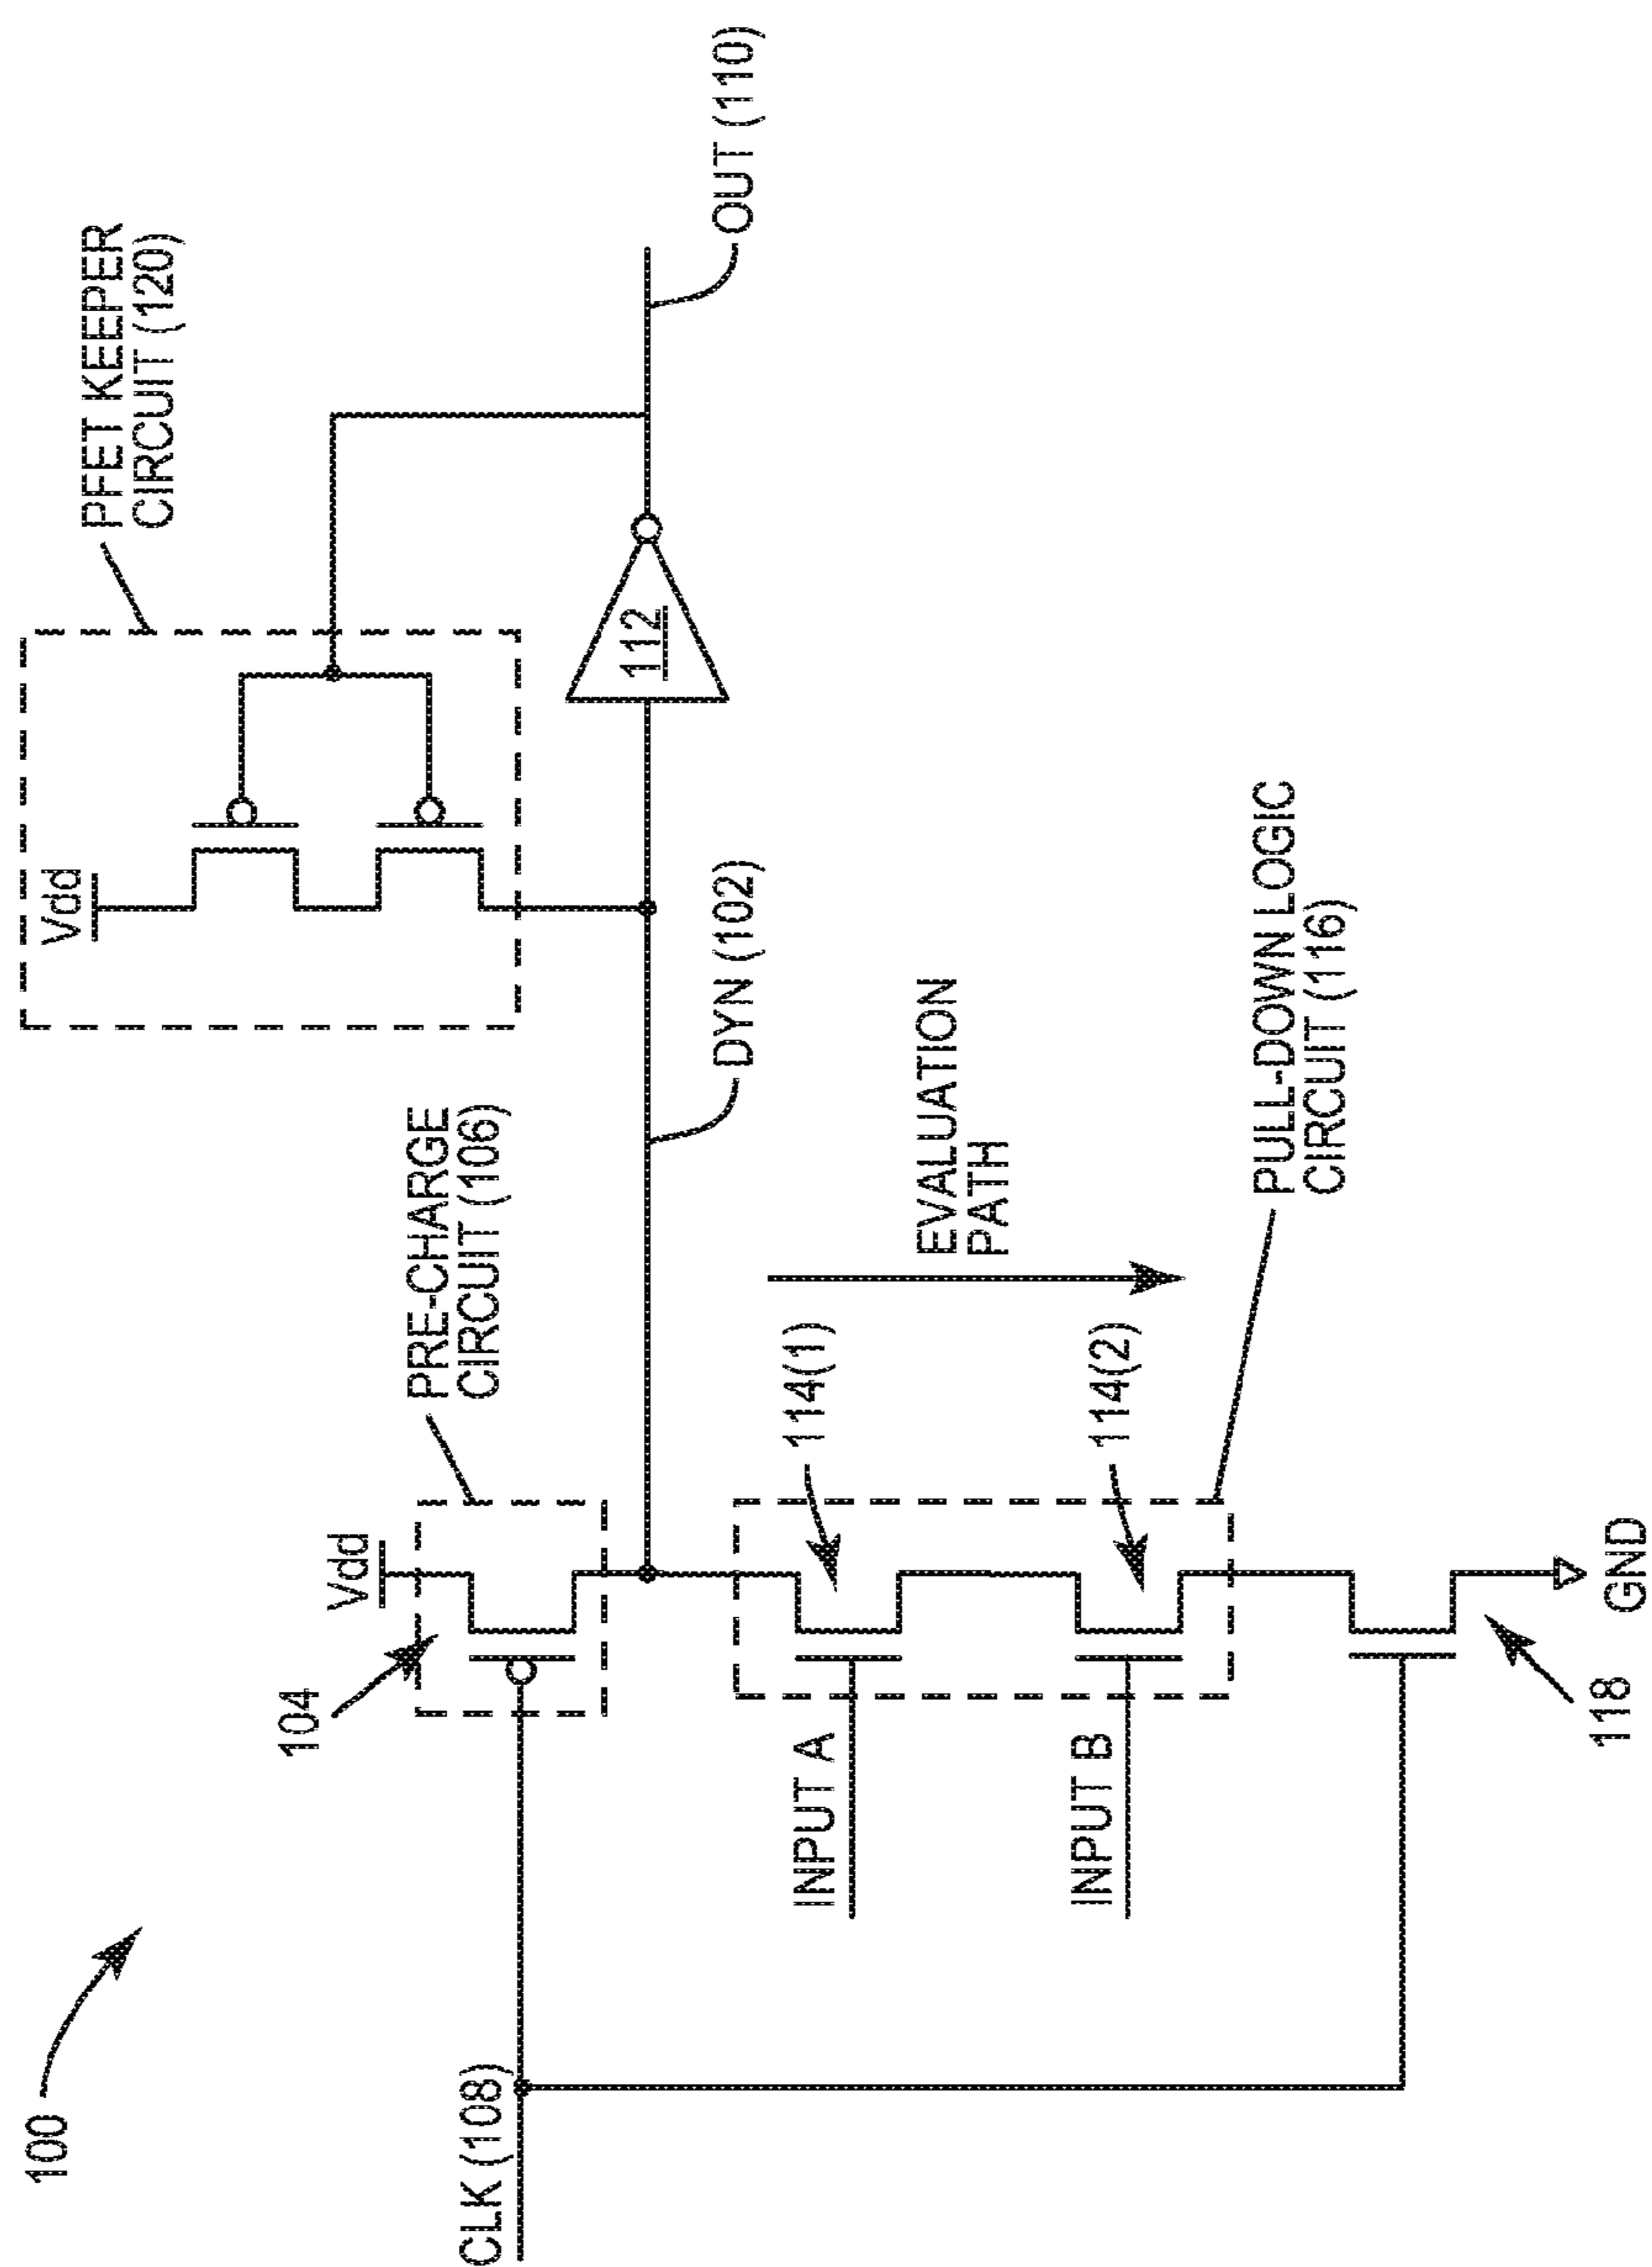 100
PFET KEEPER
CIRCUIT (120)
Vdd
OUT (110)
112
PRE-CHARGE
CIRCUIT (106)
Vdd
104
CLK (108)
DYN (102)
INPUT A
114(1)
EVALUATION
PATH
INPUT B
114(2)
PULL-DOWN LOGIC
CIRCUIT (116)
118
GND